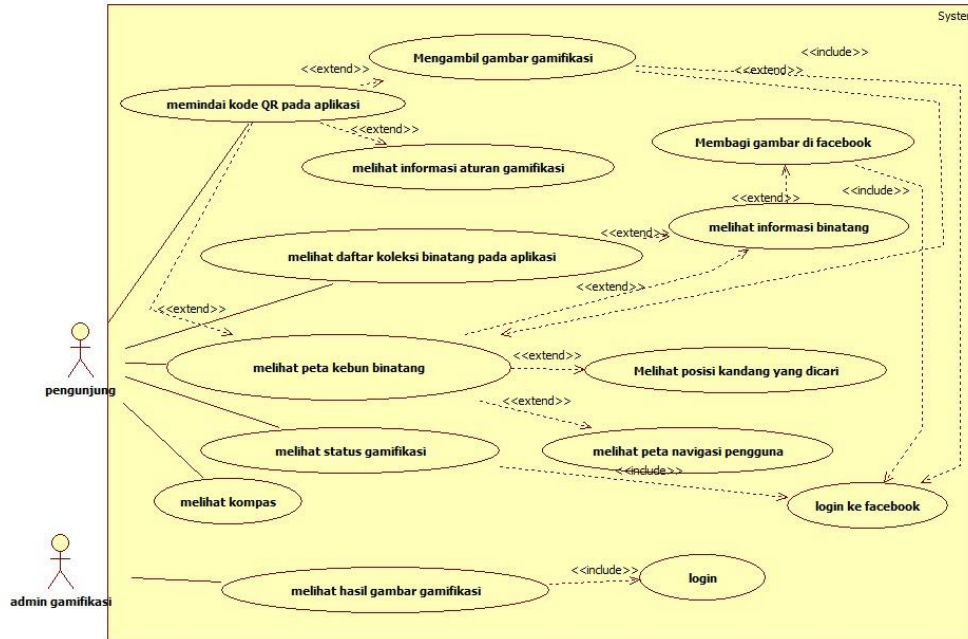 System
Mengambil gambar gamifikasi
<<include>>
<<extend>>
<<extend>>
memindai kode QR pada aplikasi
<<extend>>
melihat informasi aturan gamifikasi
Membagi gambar di facebook
<<include>>
<<extend>>
melihat informasi binatang
<<extend>>
melihat daftar koleksi binatang pada aplikasi
<<extend>>
<<extend>>
melihat peta kebun binatang
<<extend>>
Melihat posisi kandang yang dicari
pengunjung
<<extend>>
melihat status gamifikasi
melihat peta navigasi pengguna
<<include>>
melihat kompas
login ke facebook
<<include>>
login
melihat hasil gambar gamifikasi
admin gamifikasi